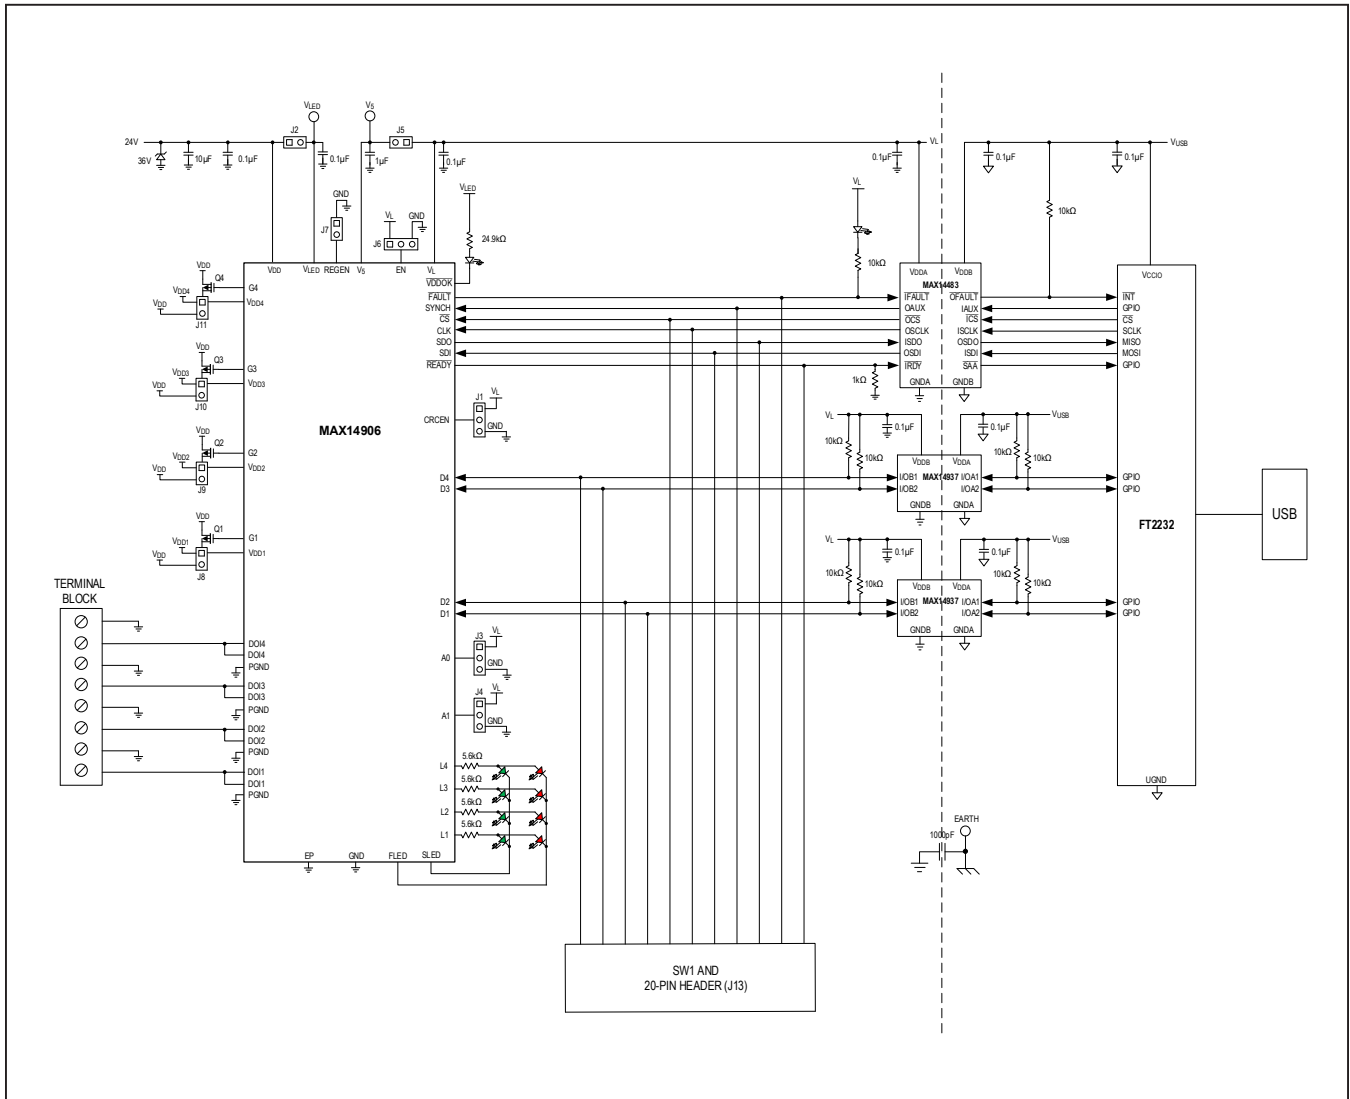 VLED
V5
24V
J2
J5
VL
VUSB
36V
10µF
0.1µF
0.1µF
1µF
0.1µF
0.1µF
0.1µF
0.1µF
VLED
VL
GND
J7
VL
GND
J6
24.9kΩ
10kΩ
10kΩ
VDD
VLED
REGEN
V5
EN
VL
VDDA
VDDB
MAX14483
VCCIO
VDDOK
FAULT
SYNCH
CS
CLK
SDO
SDI
READY
IFAULT
OAUX
OCS
OSCLK
ISDO
OSDI
IRDY
OFAULT
IAUX
ICS
ISCLK
OSDO
ISDI
SAA
INT
GPIO
CS
SCLK
MISO
MOSI
GPIO
1kΩ
GNDA
GNDB
VDD
Q4
G4
VDD4
VDD
VDD4
J11
VDD
Q3
G3
VDD3
VDD
VDD3
J10
VDD
Q2
G2
VDD2
VDD
VDD2
J9
VDD
Q1
G1
VDD1
VDD
VDD1
J8
MAX14906
CRCEN
J1
VL
GND
D4
D3
VL
0.1µF
10kΩ
10kΩ
VDDB
VDDA
I/OB1
MAX14937
I/OA1
I/OB2
I/OA2
GNDB
GNDA
0.1µF
VUSB
10kΩ
10kΩ
GPIO
GPIO
FT2232
USB
D2
D1
VL
0.1µF
10kΩ
10kΩ
VDDB
VDDA
I/OB1
MAX14937
I/OA1
I/OB2
I/OA2
GNDB
GNDA
0.1µF
VUSB
10kΩ
10kΩ
GPIO
GPIO
TERMINAL
BLOCK
DOI4
DOI4
PGND
DOI3
DOI3
PGND
DOI2
DOI2
PGND
DOI1
DOI1
PGND
A0
J3
VL
GND
A1
J4
VL
GND
L4
5.6kΩ
L3
5.6kΩ
L2
5.6kΩ
L1
5.6kΩ
EP
GND
FLED
SLED
UGND
EARTH
1000pF
SW1 AND
20-PIN HEADER (J13)